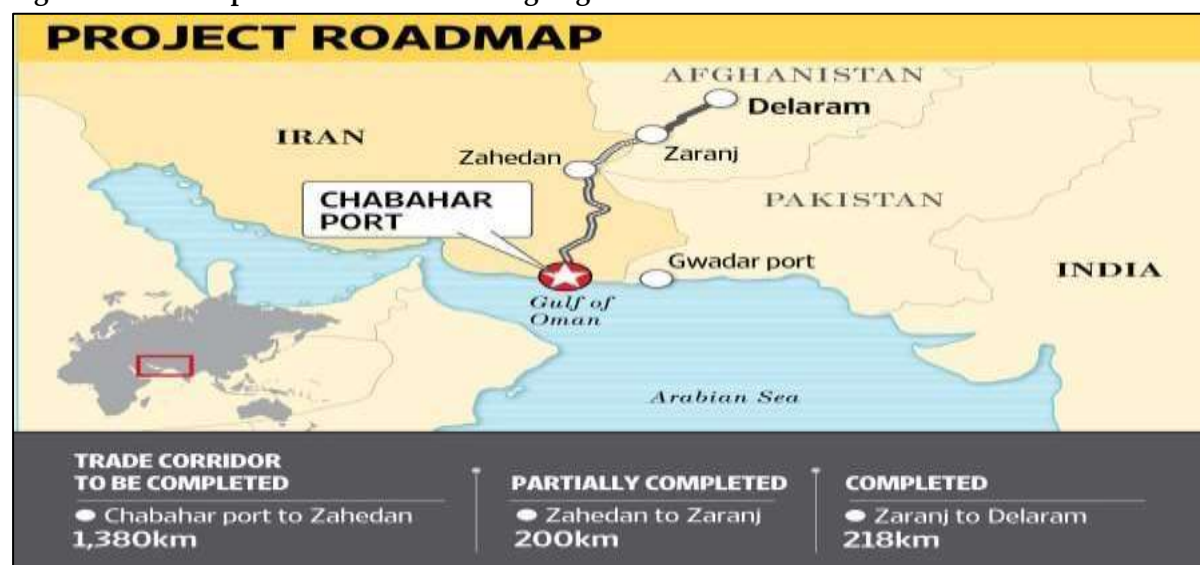 PROJECT ROADMAP
AFGHANISTAN
Delaram
IRAN
Zahedan
Zaranj
CHABAHAR
PORT
PAKISTAN
Gwadar port
INDIA
Gulf of
Oman
Arabian Sea
TRADE CORRIDOR
TO BE COMPLETED
Chabahar port to Zahedan
1,380km
PARTIALLY COMPLETED
Zahedan to Zaranj
200km
COMPLETED
Zaranj to Delaram
218km